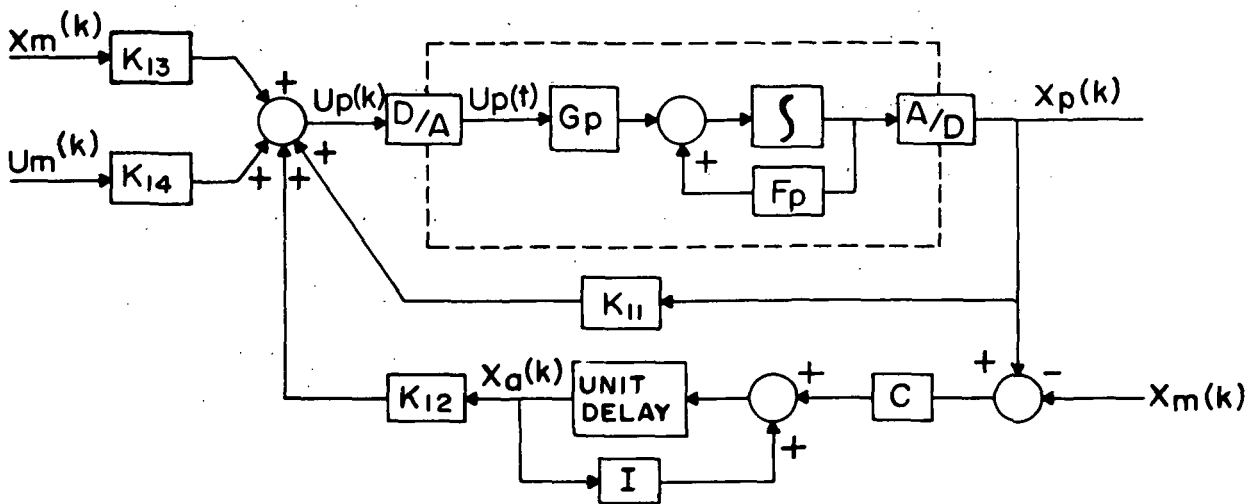 Xm(k)
K13
Um(k)
K14
+
+
+
+
Up(k)
D/A
Up(t)
Gp
+
∫
Fp
A/D
Xp(k)
K11
K12
Xa(k)
UNIT
DELAY
+
+
I
C
+
-
Xm(k)